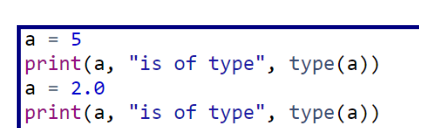 a = 5
print(a, "is of type", type(a))
a = 2.0
print(a, "is of type", type(a))